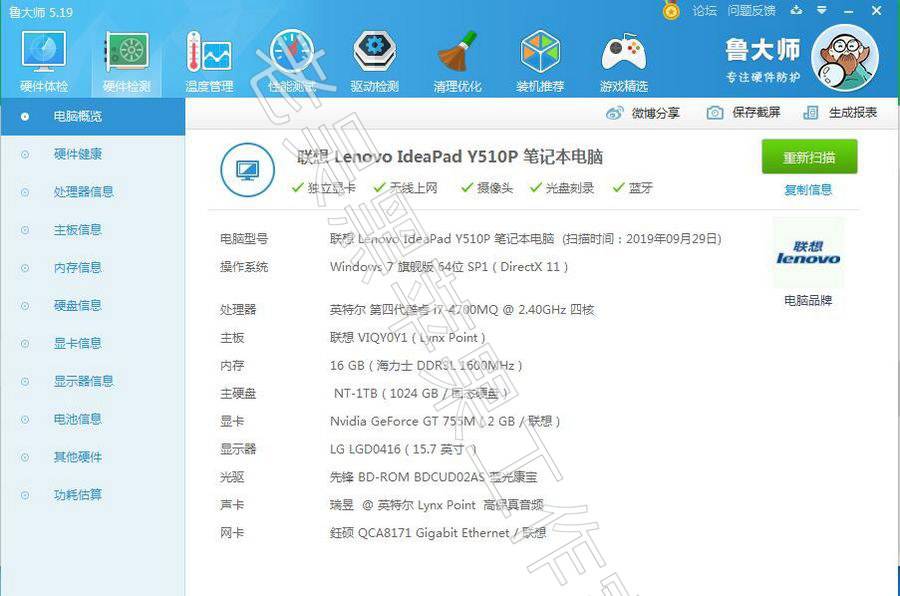 鲁大师 5.19
论坛 问题反馈
硬件体检 硬件检测 温度管理 性能测试 驱动检测 清理优化 装机推荐 游戏精选
鲁大师
专注硬件防护
电脑概览
硬件健康
处理器信息
主板信息
内存信息
硬盘信息
显卡信息
显示器信息
电池信息
其他硬件
功耗估算
微博分享 保存截屏 生成报表
联想 Lenovo IdeaPad Y510P 笔记本电脑
独立显卡 无线上网 摄像头 光盘刻录 蓝牙
重新扫描
复制信息
电脑型号 联想 Lenovo IdeaPad Y510P 笔记本电脑 (扫描时间:2019年09月29日)
操作系统 Windows 7 旗舰版 64位 SP1 ( DirectX 11 )
联想
lenovo
电脑品牌
处理器 英特尔 第四代酷睿 i7-4700MQ @ 2.40GHz 四核
主板 联想 VIQY0Y1 ( Lynx Point )
内存 16 GB ( 海力士 DDR3L 1600MHz )
主硬盘 NT-1TB ( 1024 GB / 固态硬盘 )
显卡 Nvidia GeForce GT 755M ( 2 GB / 联想 )
显示器 LG LGD0416 ( 15.7 英寸 )
光驱 先锋 BD-ROM BDCUD02AS 蓝光康宝
声卡 瑞昱 @ 英特尔 Lynx Point 高保真音频
网卡 鈺硕 QCA8171 Gigabit Ethernet / 联想
老吴黑苹果工作